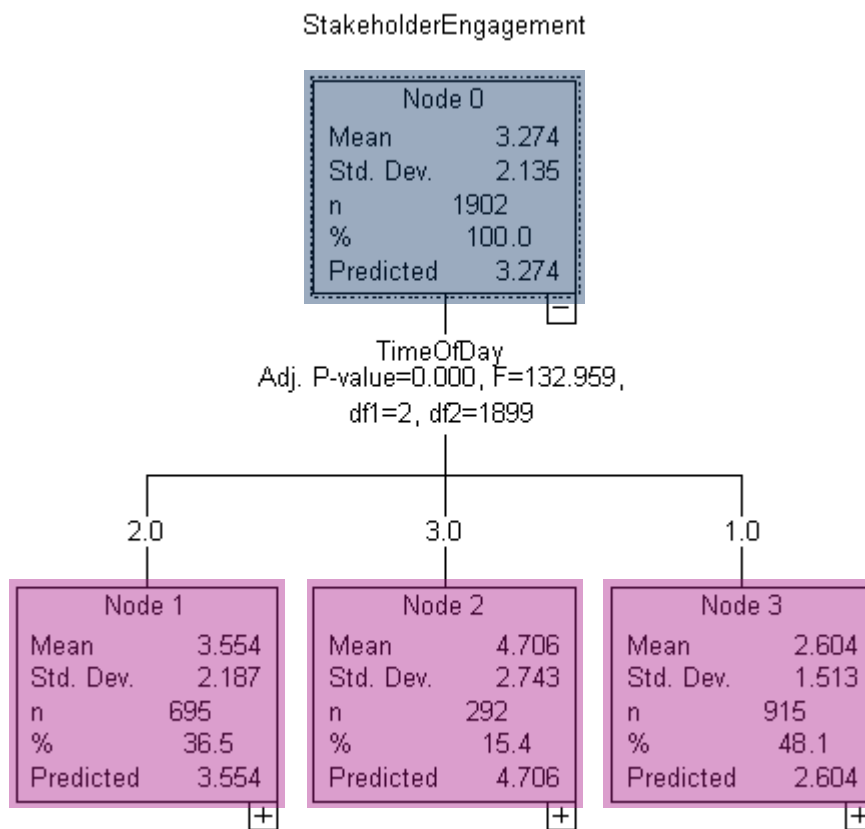 StakeholderEngagement
Node 0
Mean 3.274
Std. Dev. 2.135
n 1902
% 100.0
Predicted 3.274
TimeOfDay
Adj. P-value=0.000, F=132.959,
df1=2, df2=1899
2.0
3.0
1.0
Node 1
Mean 3.554
Std. Dev. 2.187
n 695
% 36.5
Predicted 3.554
Node 2
Mean 4.706
Std. Dev. 2.743
n 292
% 15.4
Predicted 4.706
Node 3
Mean 2.604
Std. Dev. 1.513
n 915
% 48.1
Predicted 2.604